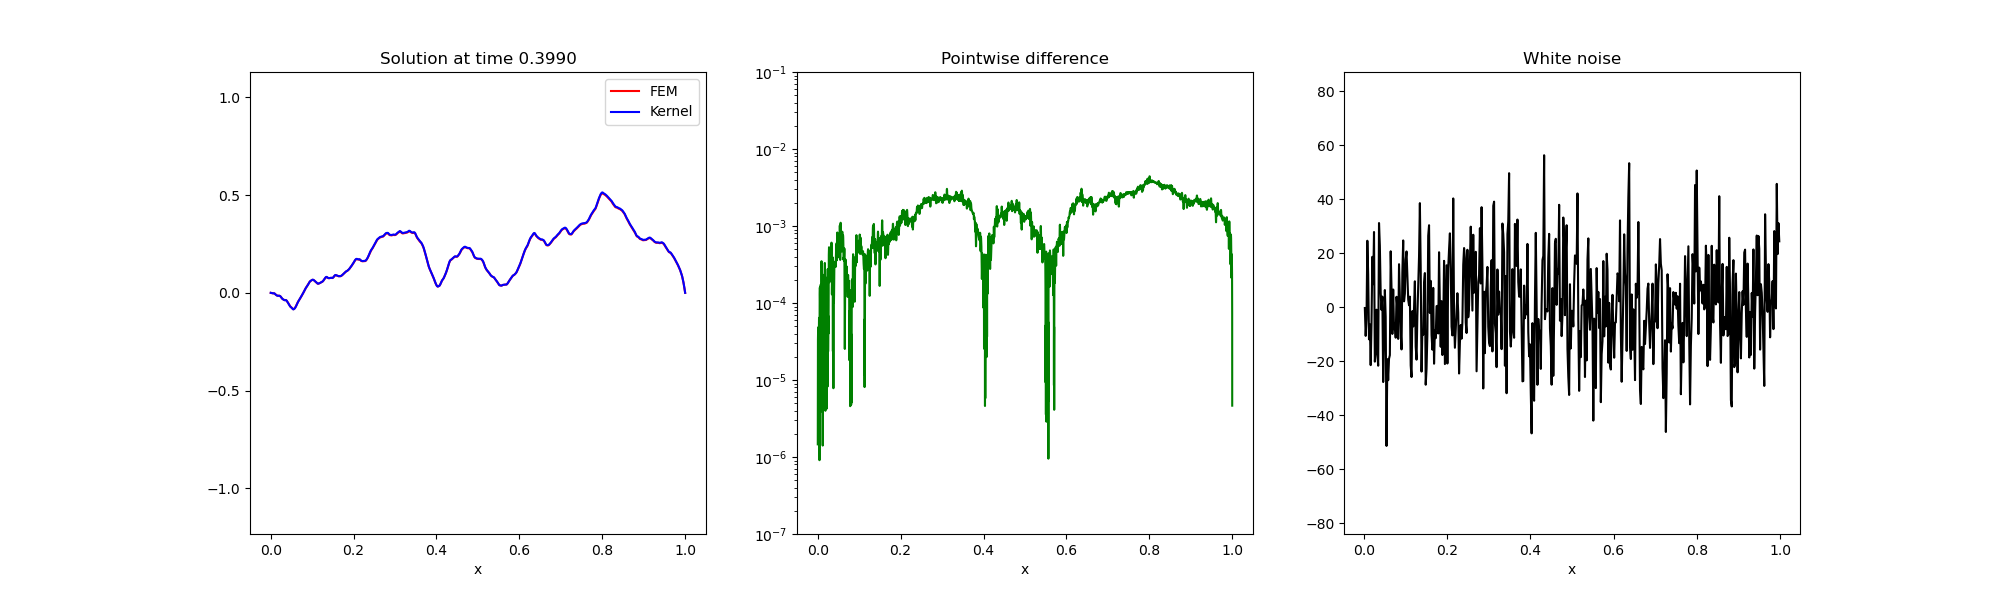 Solution at time 0.3990
1.0
0.5
0.0
−0.5
−1.0
0.0 0.2 0.4 0.6 0.8 1.0
x
FEM
Kernel
Pointwise difference
10⁻¹
10⁻²
10⁻³
10⁻⁴
10⁻⁵
10⁻⁶
10⁻⁷
0.0 0.2 0.4 0.6 0.8 1.0
x
White noise
80
60
40
20
0
−20
−40
−60
−80
0.0 0.2 0.4 0.6 0.8 1.0
x